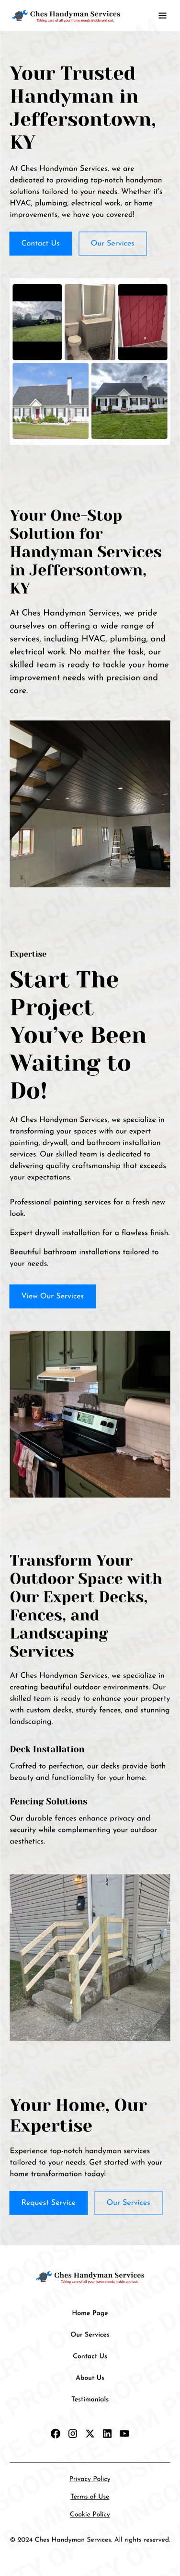 Ches Handyman Services
Taking care of all your home needs inside and out.
Your Trusted
Handyman in
Jeffersontown,
KY
At Ches Handyman Services, we are
dedicated to providing top-notch handyman
solutions tailored to your needs. Whether it's
HVAC, plumbing, electrical work, or home
improvements, we have you covered!
Contact Us
Our Services
Your One-Stop
Solution for
Handyman Services
in Jeffersontown,
KY
At Ches Handyman Services, we pride
ourselves on offering a wide range of
services, including HVAC, plumbing, and
electrical work. No matter the task, our
skilled team is ready to tackle your home
improvement needs with precision and
care.
Expertise
Start The
Project
You've Been
Waiting to
Do!
At Ches Handyman Services, we specialize in
transforming your spaces with our expert
painting, drywall, and bathroom installation
services. Our skilled team is dedicated to
delivering quality craftsmanship that exceeds
your expectations.
Professional painting services for a fresh new
look.
Expert drywall installation for a flawless finish.
Beautiful bathroom installations tailored to
your needs.
View Our Services
Transform Your
Outdoor Space with
Our Expert Decks,
Fences, and
Landscaping
Services
At Ches Handyman Services, we specialize in
creating beautiful outdoor environments. Our
skilled team is ready to enhance your property
with custom decks, sturdy fences, and stunning
landscaping.
Deck Installation
Crafted to perfection, our decks provide both
beauty and functionality for your home.
Fencing Solutions
Our durable fences enhance privacy and
security while complementing your outdoor
aesthetics.
Your Home, Our
Expertise
Experience top-notch handyman services
tailored to your needs. Get started with your
home transformation today!
Request Service
Our Services
Ches Handyman Services
Taking care of all your home needs inside and out.
Home Page
Our Services
Contact Us
About Us
Testimonials
Privacy Policy
Terms of Use
Cookie Policy
© 2024 Ches Handyman Services. All rights reserved.